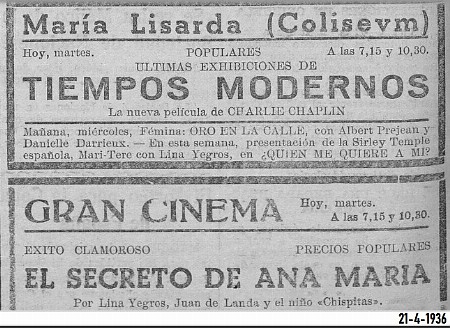 María Lisarda (Colisevm)
Hoy, martes. POPULARES A las 7,15 y 10,30.
ULTIMAS EXHIBICIONES DE
TIEMPOS MODERNOS
La nueva película de CHARLIE CHAPLIN
Mañana, miércoles, Fémina: ORO EN LA CALLE, con Albert Prejean y
Danielle Darrieux. — En esta semana, presentación de la Sirley Temple
española, Mari-Tere con Lina Yegros, en ¿QUIEN ME QUIERE A MI?
GRAN CINEMA
Hoy, martes.
A las 7,15 y 10,30.
EXITO CLAMOROSO PRECIOS POPULARES
EL SECRETO DE ANA MARIA
Por Lina Yegros, Juan de Landa y el niño «Chispitas».
21-4-1936